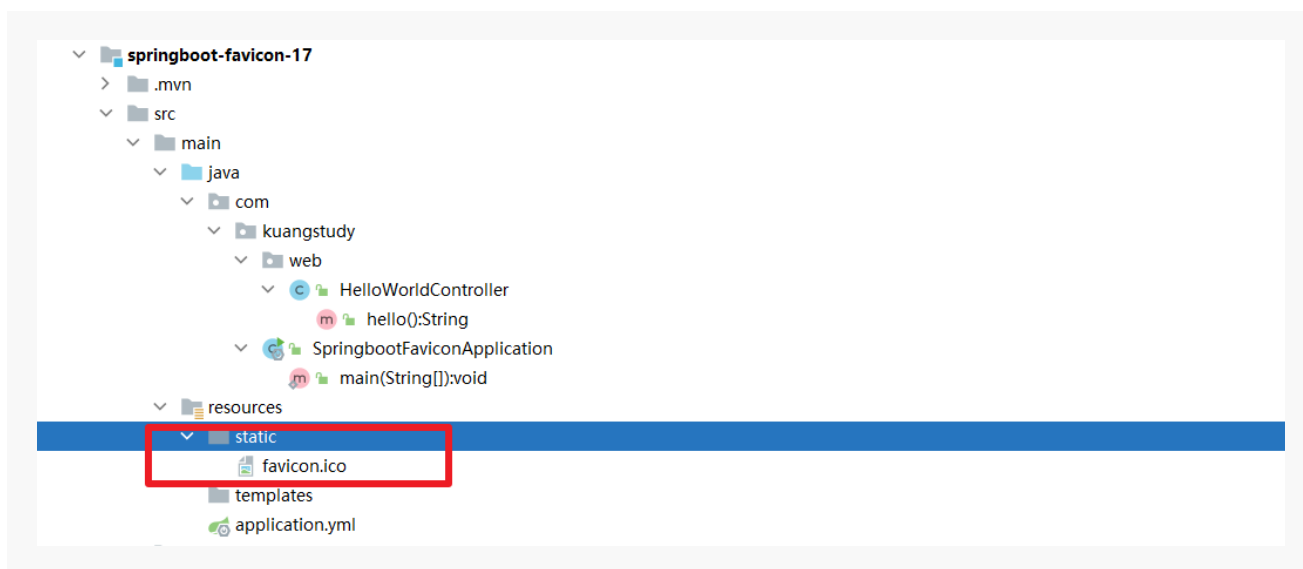 springboot-favicon-17
.mvn
src
main
java
com
kuangstudy
web
HelloWorldController
hello():String
SpringbootFaviconApplication
main(String[]):void
resources
static
favicon.ico
templates
application.yml